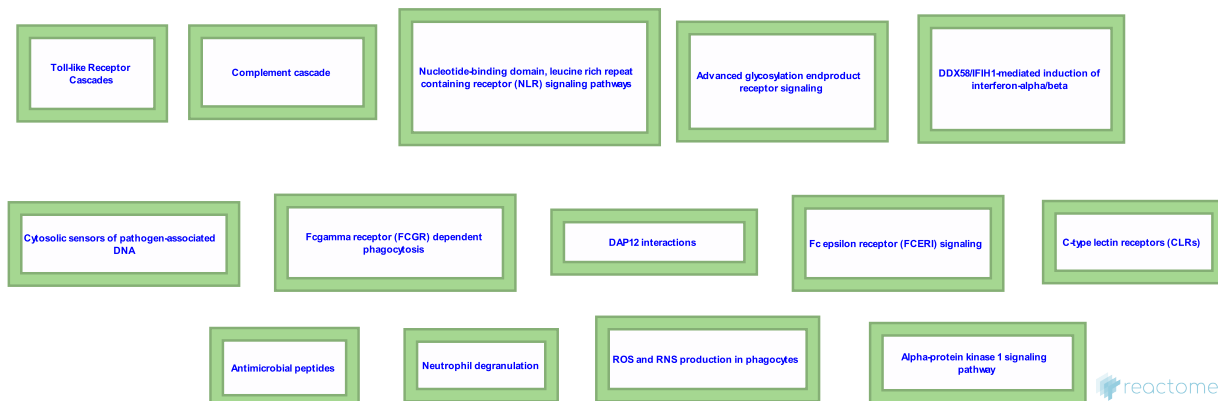 Toll-like Receptor
Cascades
Complement cascade
Nucleotide-binding domain, leucine rich repeat
containing receptor (NLR) signaling pathways
Advanced glycosylation endproduct
receptor signaling
DDX58/IFIH1-mediated induction of
interferon-alpha/beta
Cytosolic sensors of pathogen-associated
DNA
Fcgamma receptor (FCGR) dependent
phagocytosis
DAP12 interactions
Fc epsilon receptor (FCERI) signaling
C-type lectin receptors (CLRs)
Antimicrobial peptides
Neutrophil degranulation
ROS and RNS production in phagocytes
Alpha-protein kinase 1 signaling
pathway
reactome